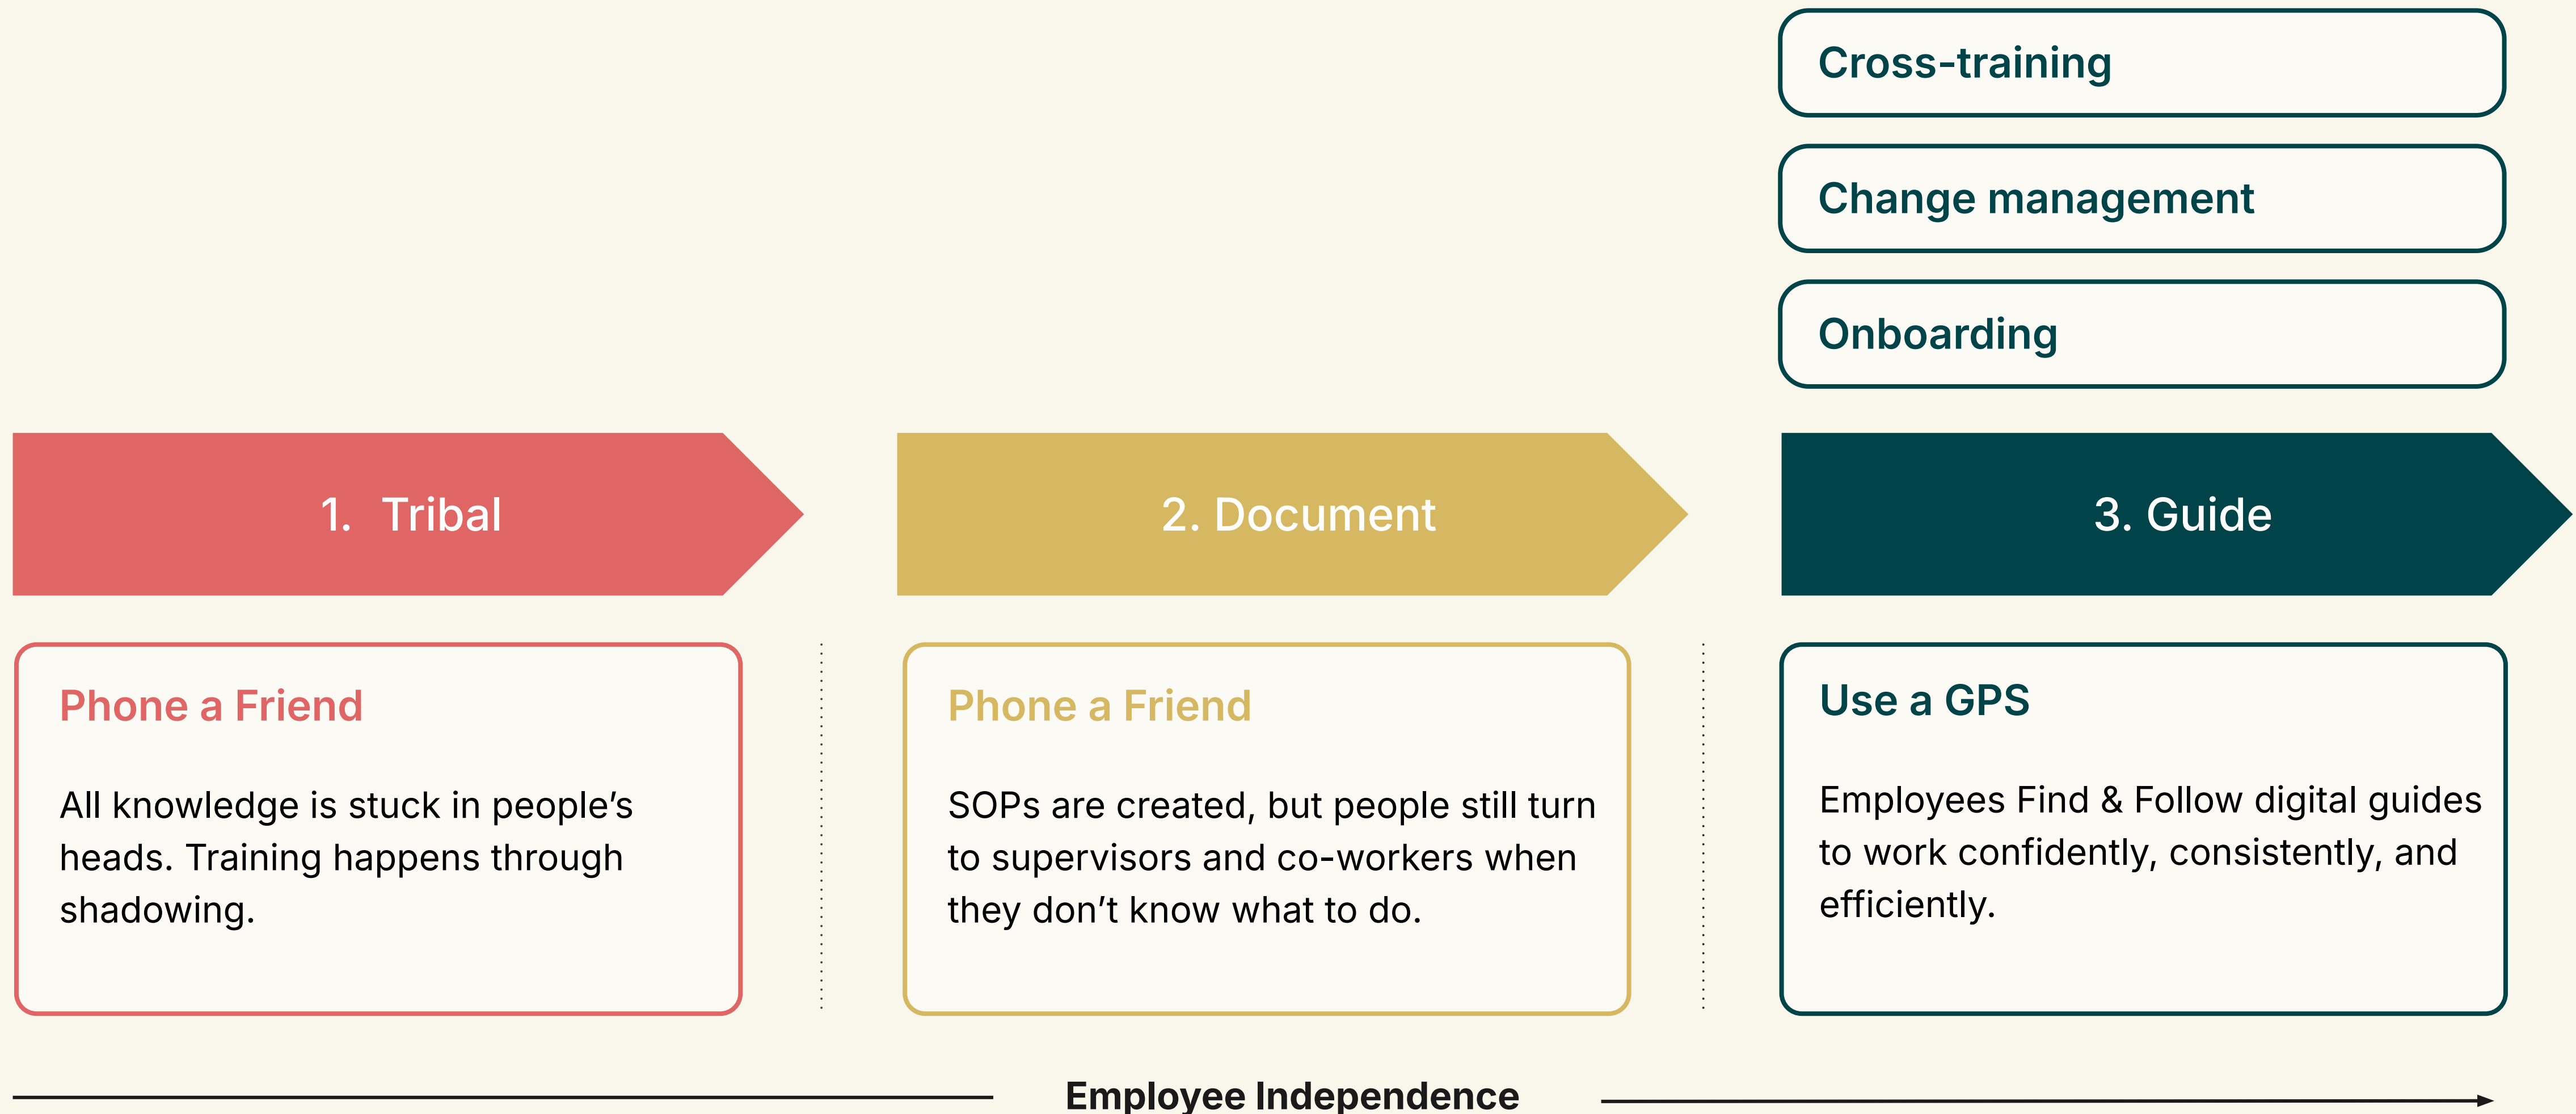 Cross-training
Change management
Onboarding
1. Tribal
2. Document
3. Guide
Phone a Friend
All knowledge is stuck in people’s
heads. Training happens through
shadowing.
Phone a Friend
SOPs are created, but people still turn
to supervisors and co-workers when
they don’t know what to do.
Use a GPS
Employees Find & Follow digital guides
to work confidently, consistently, and
efficiently.
Employee Independence